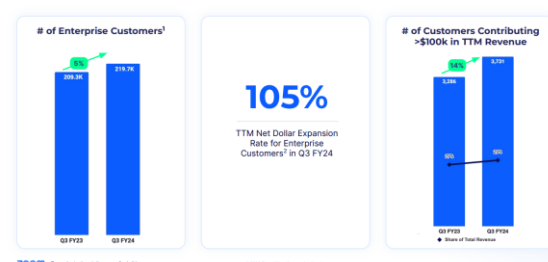 # of Enterprise Customers¹
5%
209.3K
219.7K
Q3 FY23
Q3 FY24
105%
TTM Net Dollar Expansion
Rate for Enterprise
Customers² in Q3 FY24
# of Customers Contributing
>$100k in TTM Revenue
14%
3,731
Q3 FY23
Q3 FY24
Share of Total Revenue